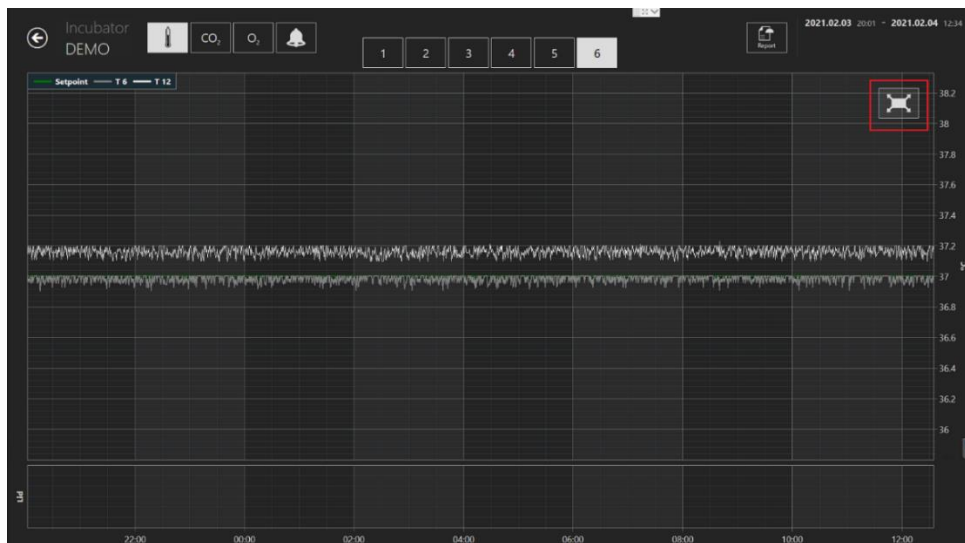 Incubator
DEMO
CO₂
O₂
1 2 3 4 5 6
Report
2021.02.03 20:01 - 2021.02.04 12:34
Setpoint T 6 T 12
38.2
38
37.8
37.6
37.4
37.2
37
36.8
36.6
36.4
36.2
36
Lid
22:00 00:00 02:00 04:00 06:00 08:00 10:00 12:00